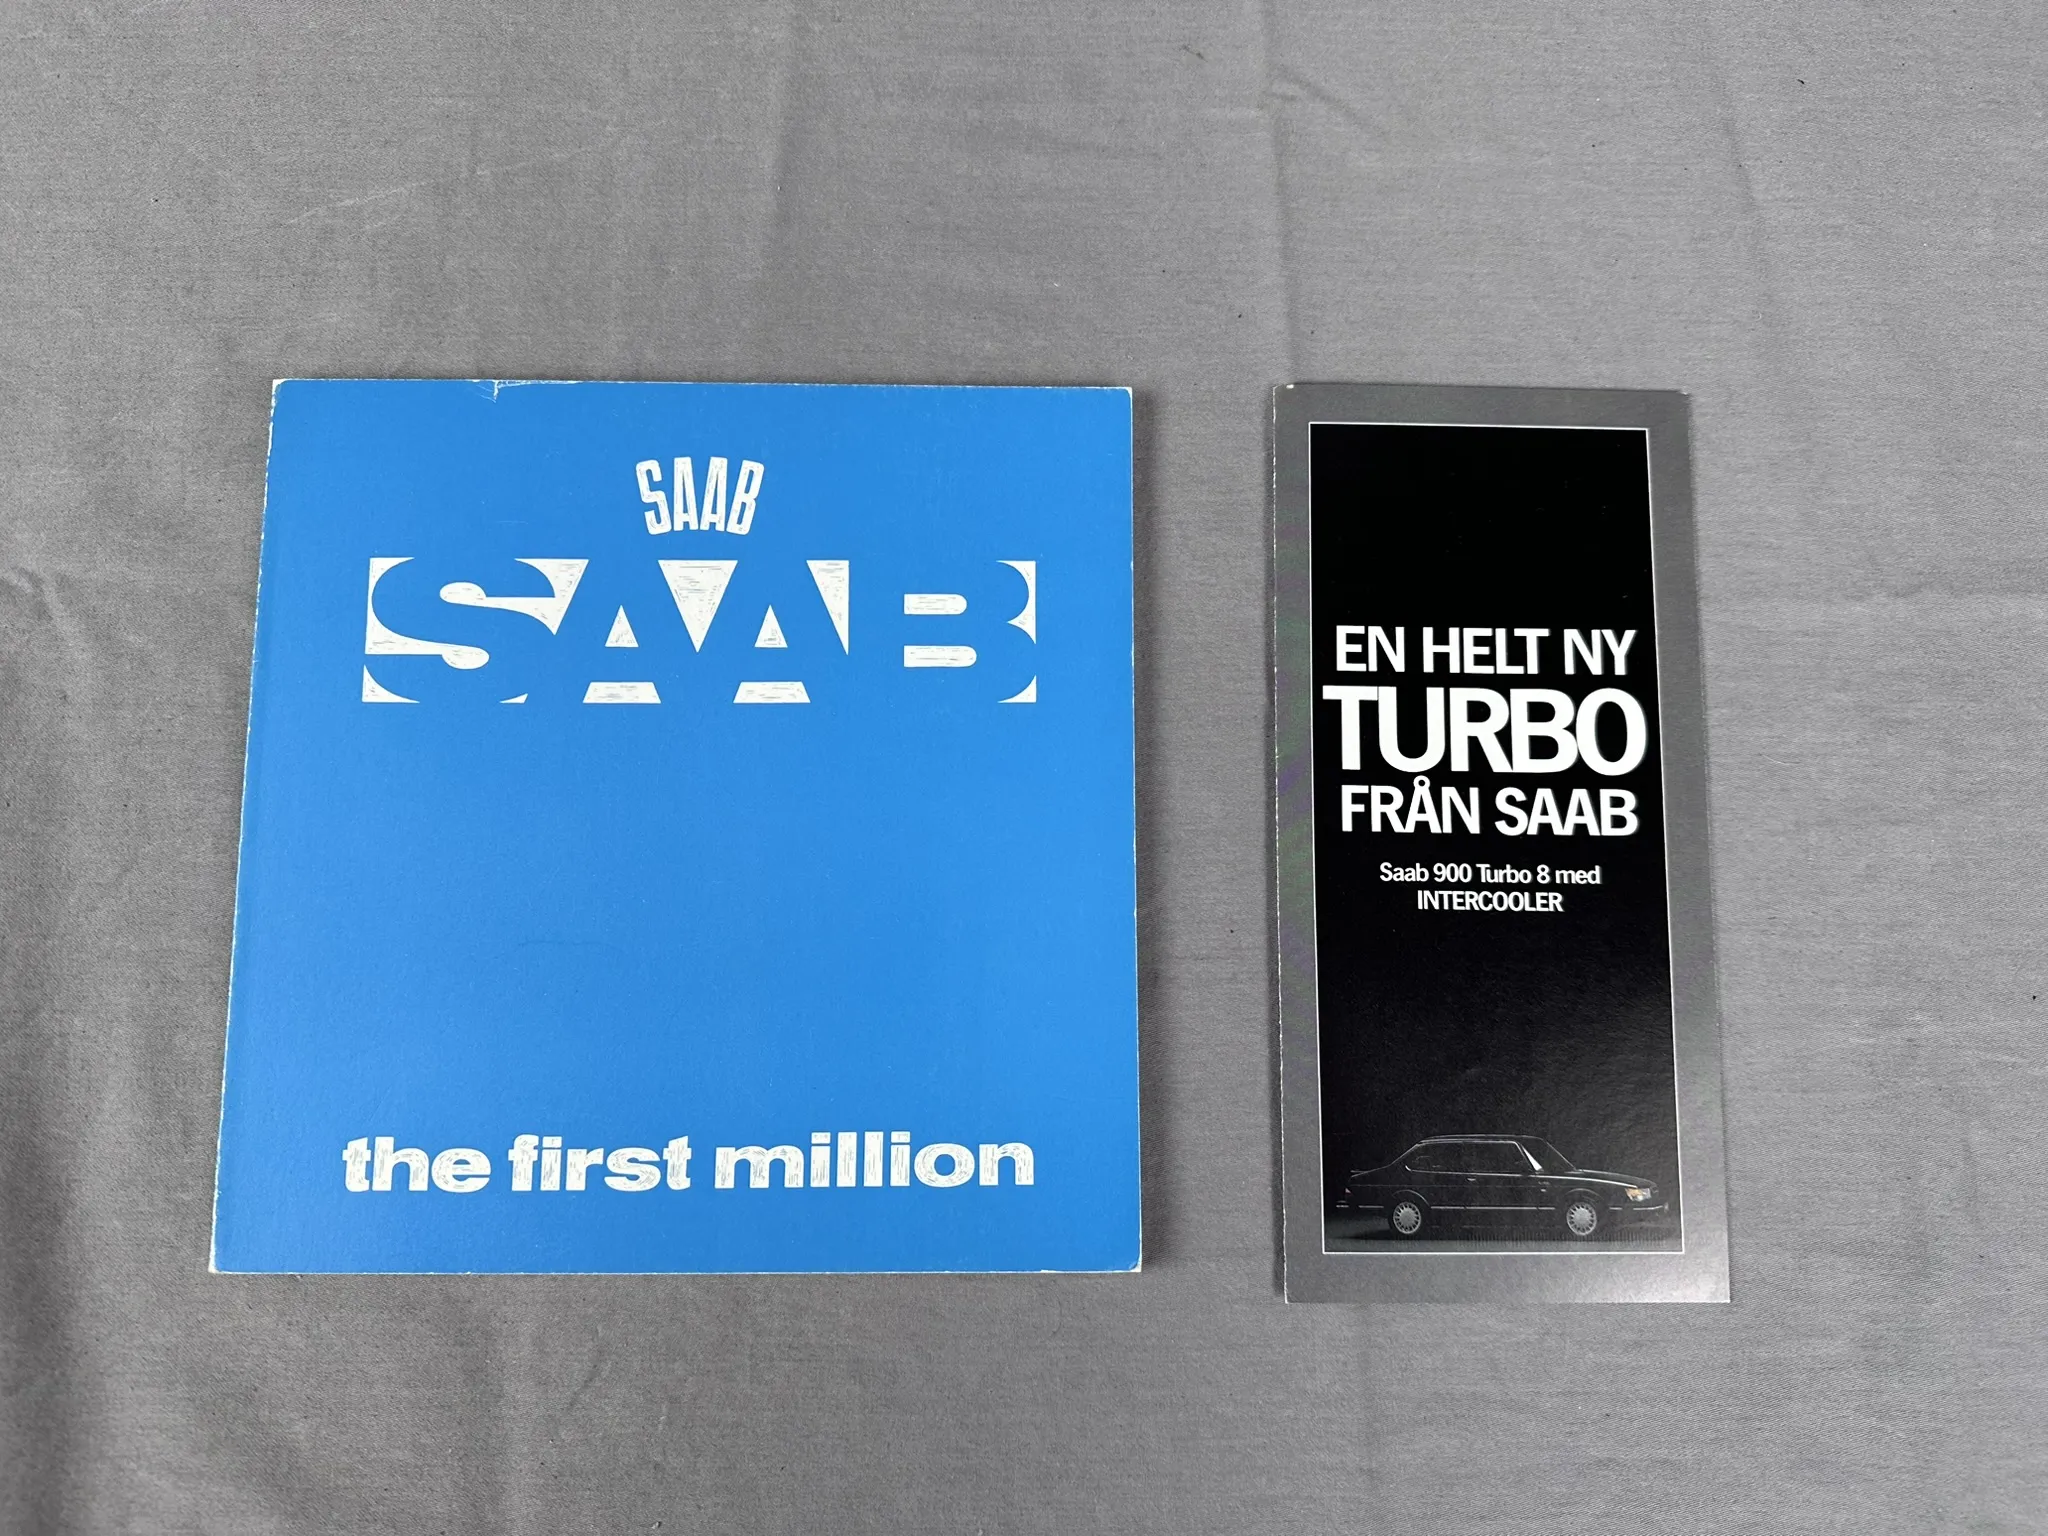 SAAB
SAAB
the first million
EN HELT NY
TURBO
FRÅN SAAB
Saab 900 Turbo 8 med
INTERCOOLER